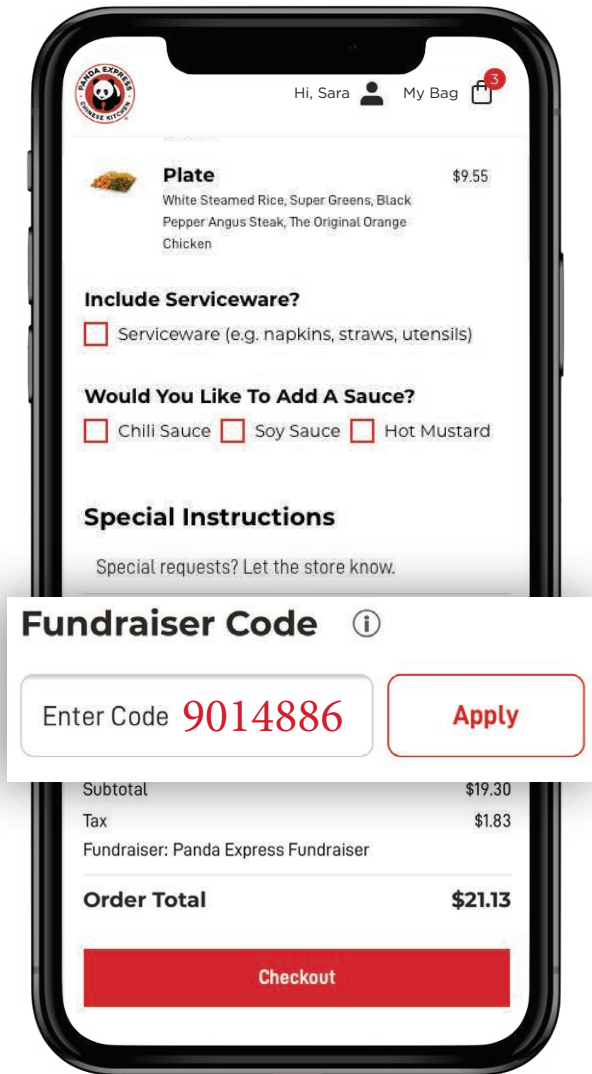 PANDA EXPRESS
CHINESE KITCHEN
Hi, Sara My Bag 3
Plate $9.55
White Steamed Rice, Super Greens, Black
Pepper Angus Steak, The Original Orange
Chicken
Include Serviceware?
Serviceware (e.g. napkins, straws, utensils)
Would You Like To Add A Sauce?
Chili Sauce Soy Sauce Hot Mustard
Special Instructions
Special requests? Let the store know.
Fundraiser Code i
Enter Code 9014886 Apply
Subtotal $19.30
Tax $1.83
Fundraiser: Panda Express Fundraiser
Order Total $21.13
Checkout